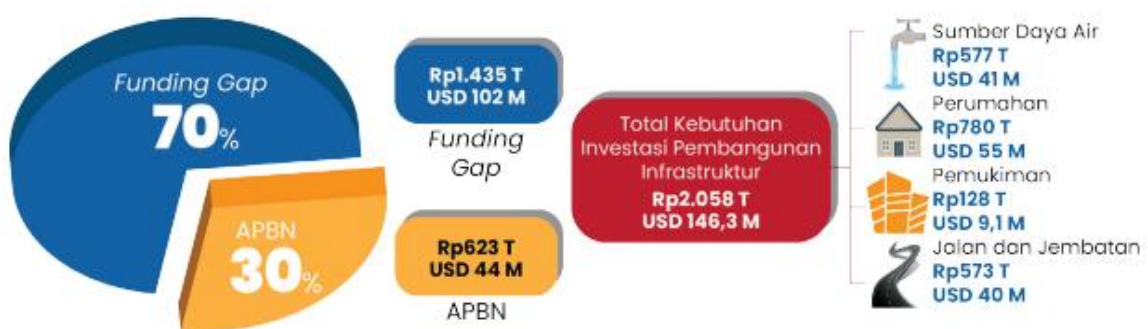 Funding Gap
70%
APBN
30%
Rp1.435 T
USD 102 M
Funding
Gap
Rp623 T
USD 44 M
APBN
Total Kebutuhan
Investasi Pembangunan
Infrastruktur
Rp2.058 T
USD 146,3 M
Sumber Daya Air
Rp577 T
USD 41 M
Perumahan
Rp780 T
USD 55 M
Pemukiman
Rp128 T
USD 9,1 M
Jalan dan Jembatan
Rp573 T
USD 40 M